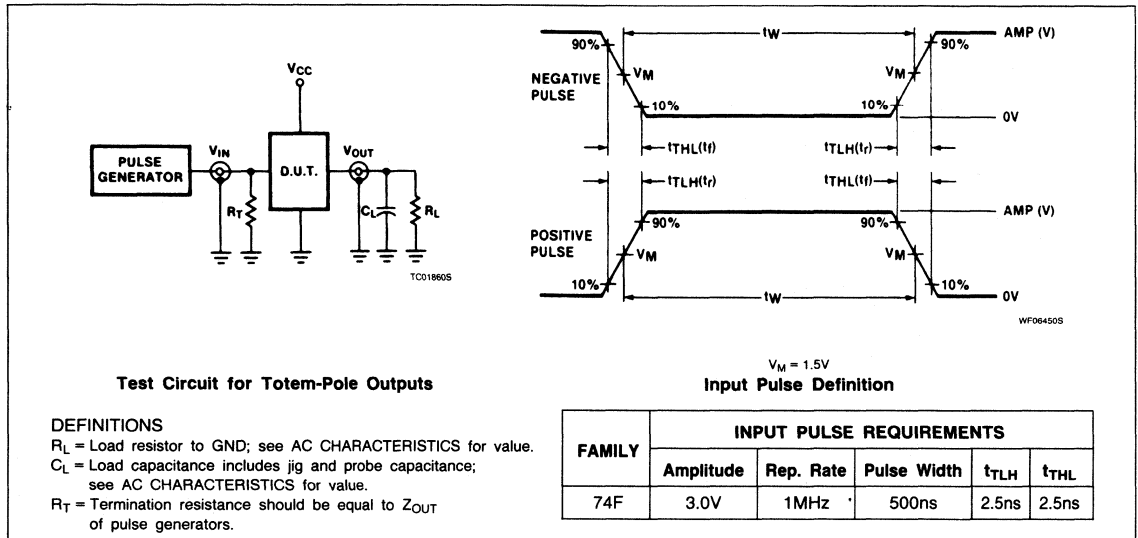 VCC
PULSE
GENERATOR
VIN
D.U.T.
VOUT
RT
CL
RL
TC01860S
Test Circuit for Totem-Pole Outputs
DEFINITIONS
RL = Load resistor to GND; see AC CHARACTERISTICS for value.
CL = Load capacitance includes jig and probe capacitance;
see AC CHARACTERISTICS for value.
RT = Termination resistance should be equal to ZOUT
of pulse generators.
90%
tW
90%
AMP (V)
NEGATIVE
PULSE
VM
VM
10%
10%
0V
tTHL(tf)
tTLH(tr)
tTLH(tr)
tTHL(tf)
AMP (V)
90%
90%
POSITIVE
PULSE
VM
VM
10%
10%
tW
0V
WF06450S
VM = 1.5V
Input Pulse Definition
FAMILY
INPUT PULSE REQUIREMENTS
Amplitude Rep. Rate Pulse Width tTLH tTHL
74F 3.0V 1MHz 500ns 2.5ns 2.5ns